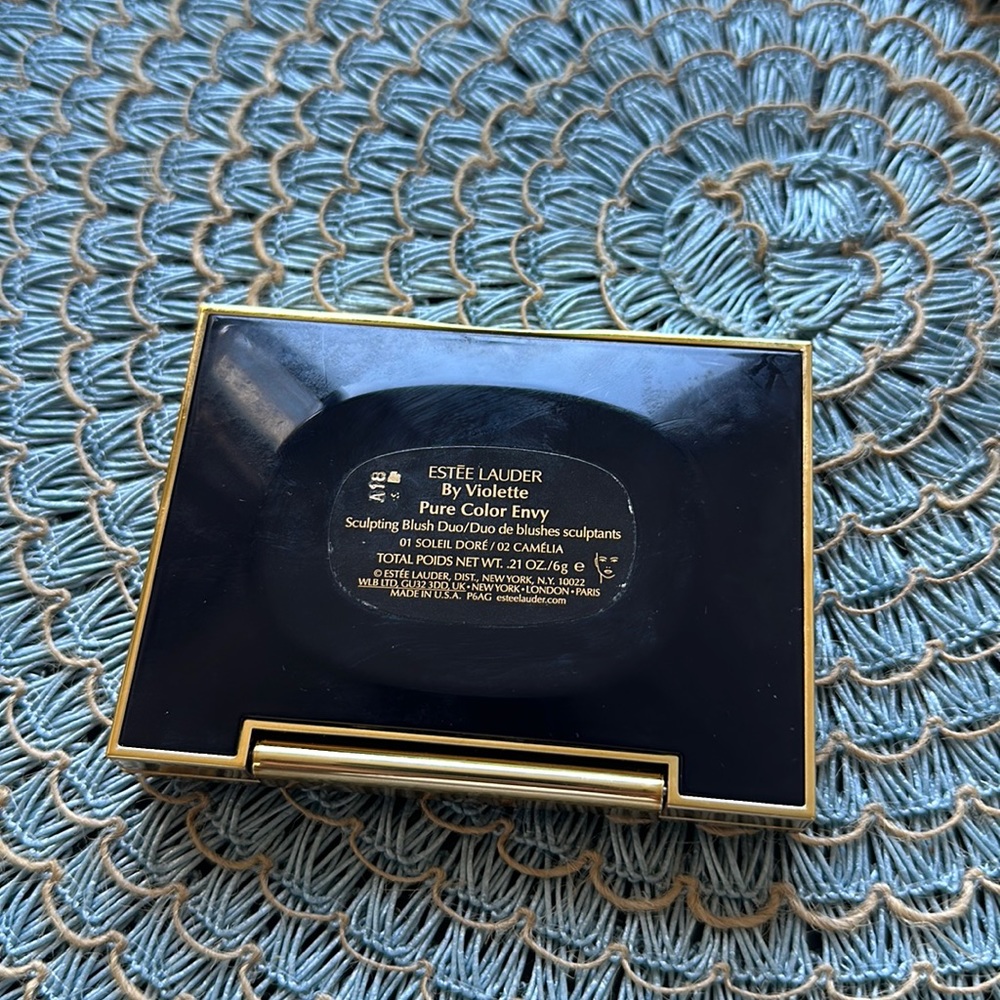 A18
ESTĒE LAUDER
By Violette
Pure Color Envy
Sculpting Blush Duo/Duo de blushes sculptants
01 SOLEIL DORÉ / 02 CAMÉLIA
TOTAL POIDS NET WT. .21 OZ./6g e
© ESTÉE LAUDER, DIST., NEW YORK, N.Y. 10022
WLB LTD, GU32 3DD, UK • NEW YORK • LONDON • PARIS
MADE IN U.S.A. P6AG esteelauder.com